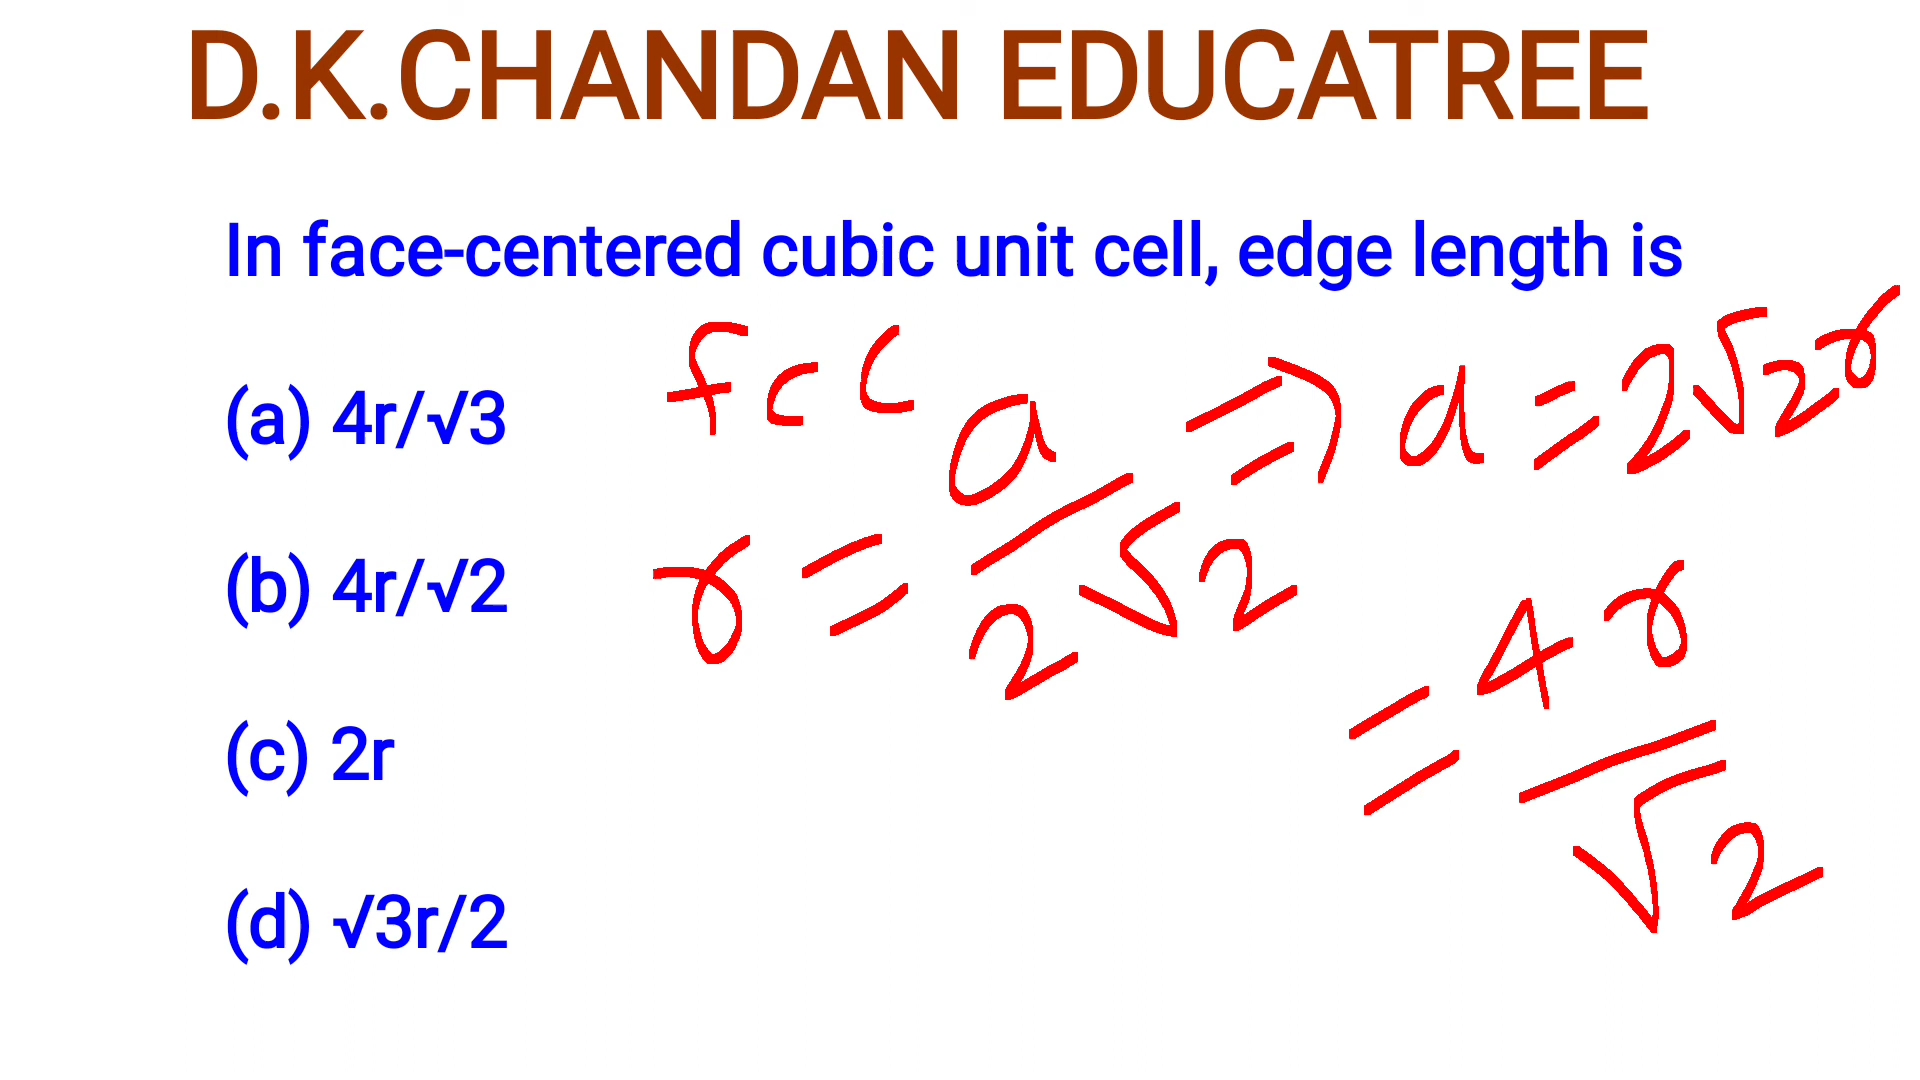 D.K.CHANDAN EDUCATREE
In face-centered cubic unit cell, edge length is
(a) 4r/√3
(b) 4r/√2
(c) 2r
(d) √3r/2
fcc
r = a/2√2 ⇒ a = 2√2r
= 4r/√2